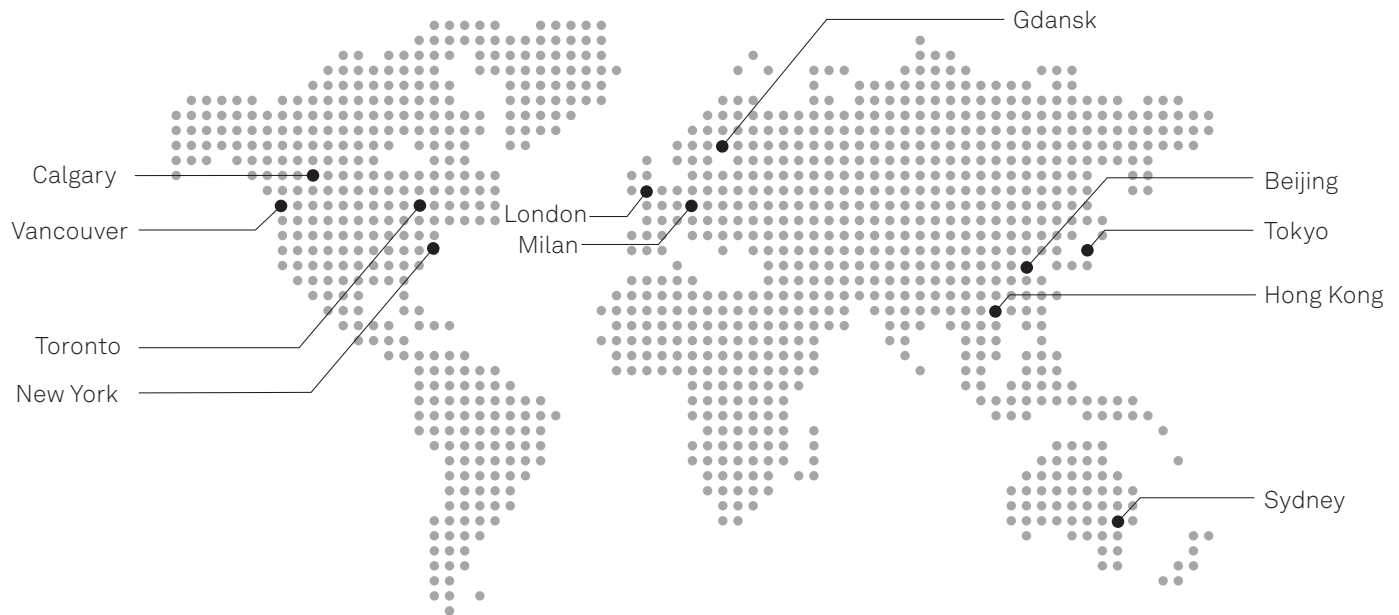 Gdansk
Calgary
Beijing
London
Vancouver
Tokyo
Milan
Hong Kong
Toronto
New York
Sydney